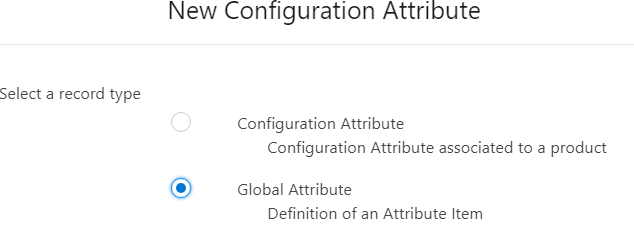 New Configuration Attribute
Select a record type
Configuration Attribute
Configuration Attribute associated to a product
Global Attribute
Definition of an Attribute Item